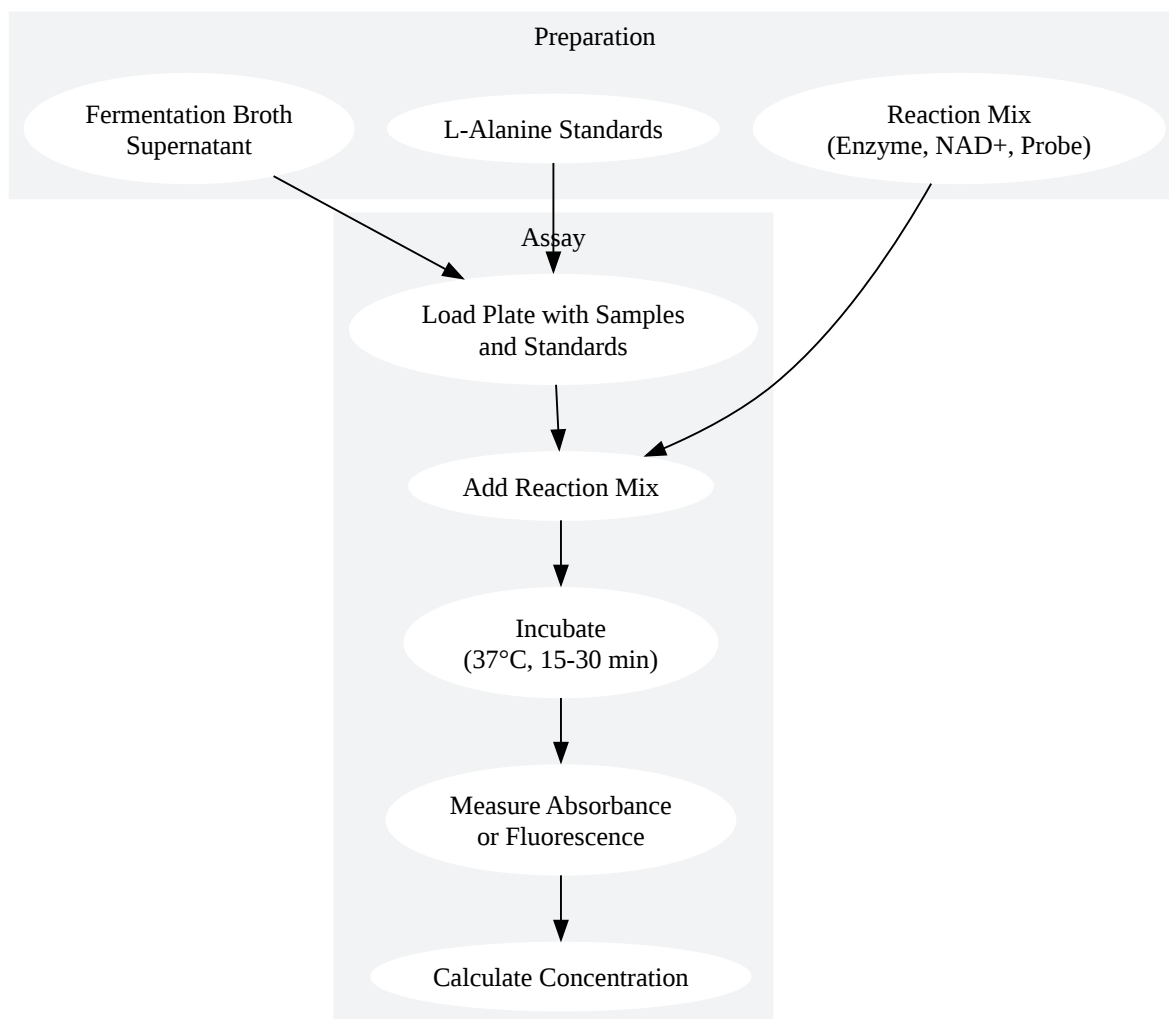 Preparation
Fermentation Broth
Supernatant
L-Alanine Standards
Reaction Mix
(Enzyme, NAD+, Probe)
Assay
Load Plate with Samples
and Standards
Add Reaction Mix
Incubate
(37°C, 15-30 min)
Measure Absorbance
or Fluorescence
Calculate Concentration